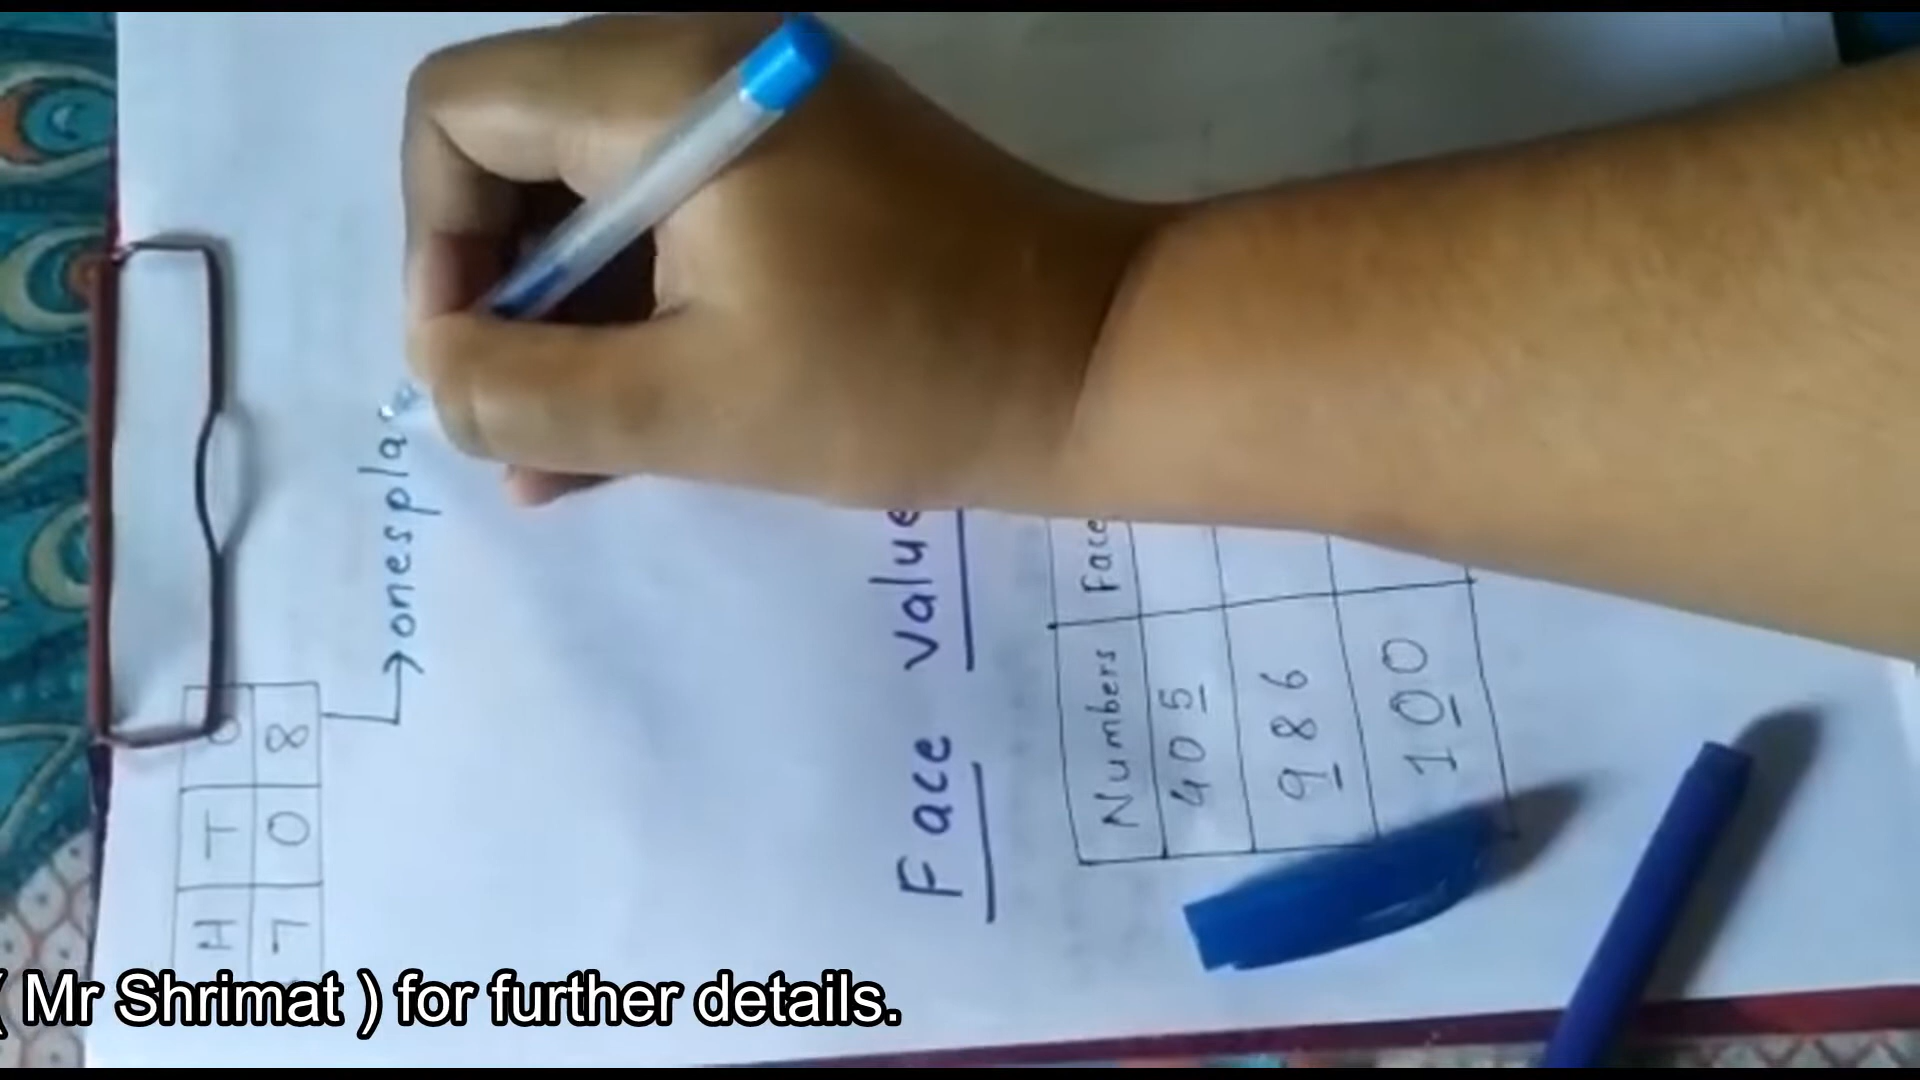 H T O
7 0 8
onespla
Face value
Numbers Face
405
986
100
( Mr Shrimat ) for further details.